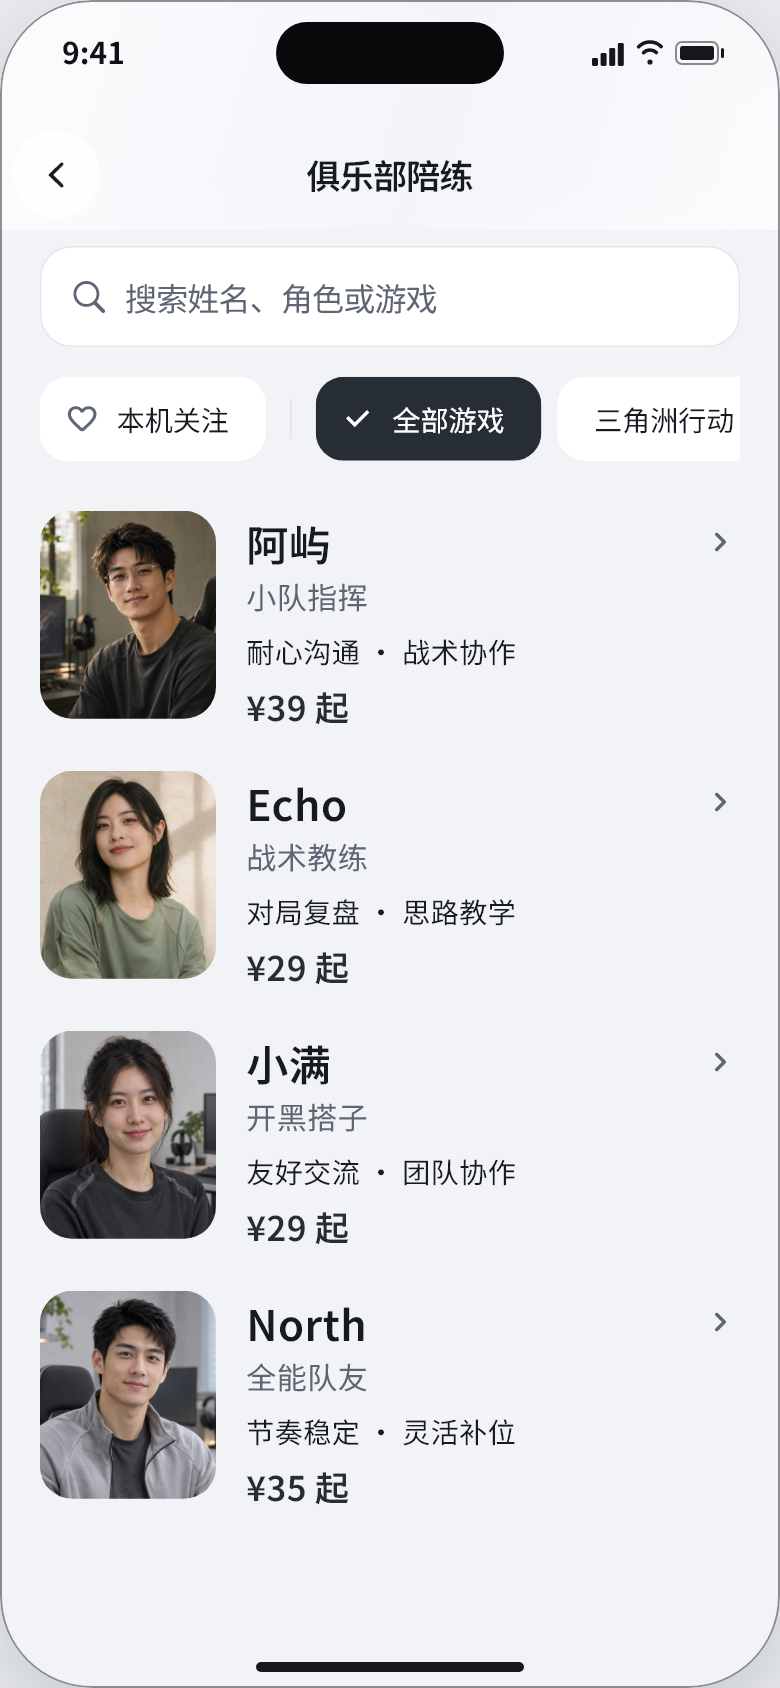 9:41
俱乐部陪练
搜索姓名、角色或游戏
本机关注
全部游戏
三角洲行动
阿屿
小队指挥
耐心沟通 · 战术协作
¥39 起
Echo
战术教练
对局复盘 · 思路教学
¥29 起
小满
开黑搭子
友好交流 · 团队协作
¥29 起
North
全能队友
节奏稳定 · 灵活补位
¥35 起